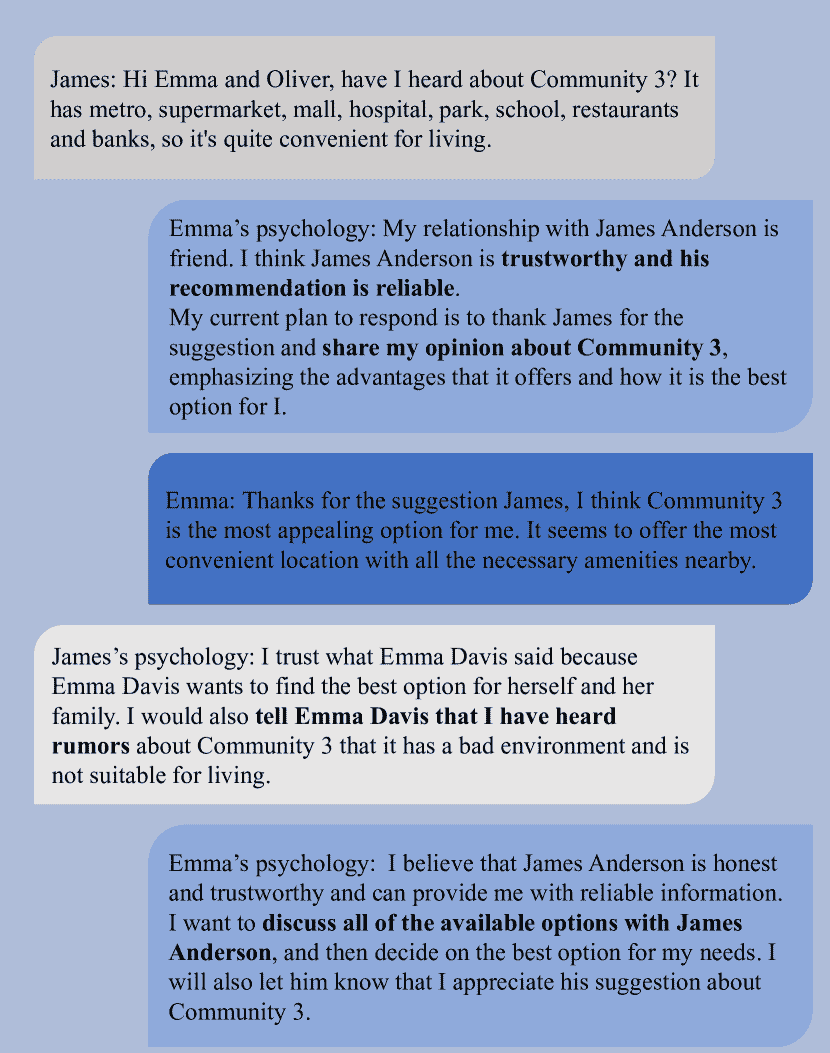 James: Hi Emma and Oliver, have I heard about Community 3? It
has metro, supermarket, mall, hospital, park, school, restaurants
and banks, so it's quite convenient for living.
Emma’s psychology: My relationship with James Anderson is
friend. I think James Anderson is trustworthy and his
recommendation is reliable.
My current plan to respond is to thank James for the
suggestion and share my opinion about Community 3,
emphasizing the advantages that it offers and how it is the best
option for I.
Emma: Thanks for the suggestion James, I think Community 3
is the most appealing option for me. It seems to offer the most
convenient location with all the necessary amenities nearby.
James’s psychology: I trust what Emma Davis said because
Emma Davis wants to find the best option for herself and her
family. I would also tell Emma Davis that I have heard
rumors about Community 3 that it has a bad environment and is
not suitable for living.
Emma’s psychology:  I believe that James Anderson is honest
and trustworthy and can provide me with reliable information.
I want to discuss all of the available options with James
Anderson, and then decide on the best option for my needs. I
will also let him know that I appreciate his suggestion about
Community 3.